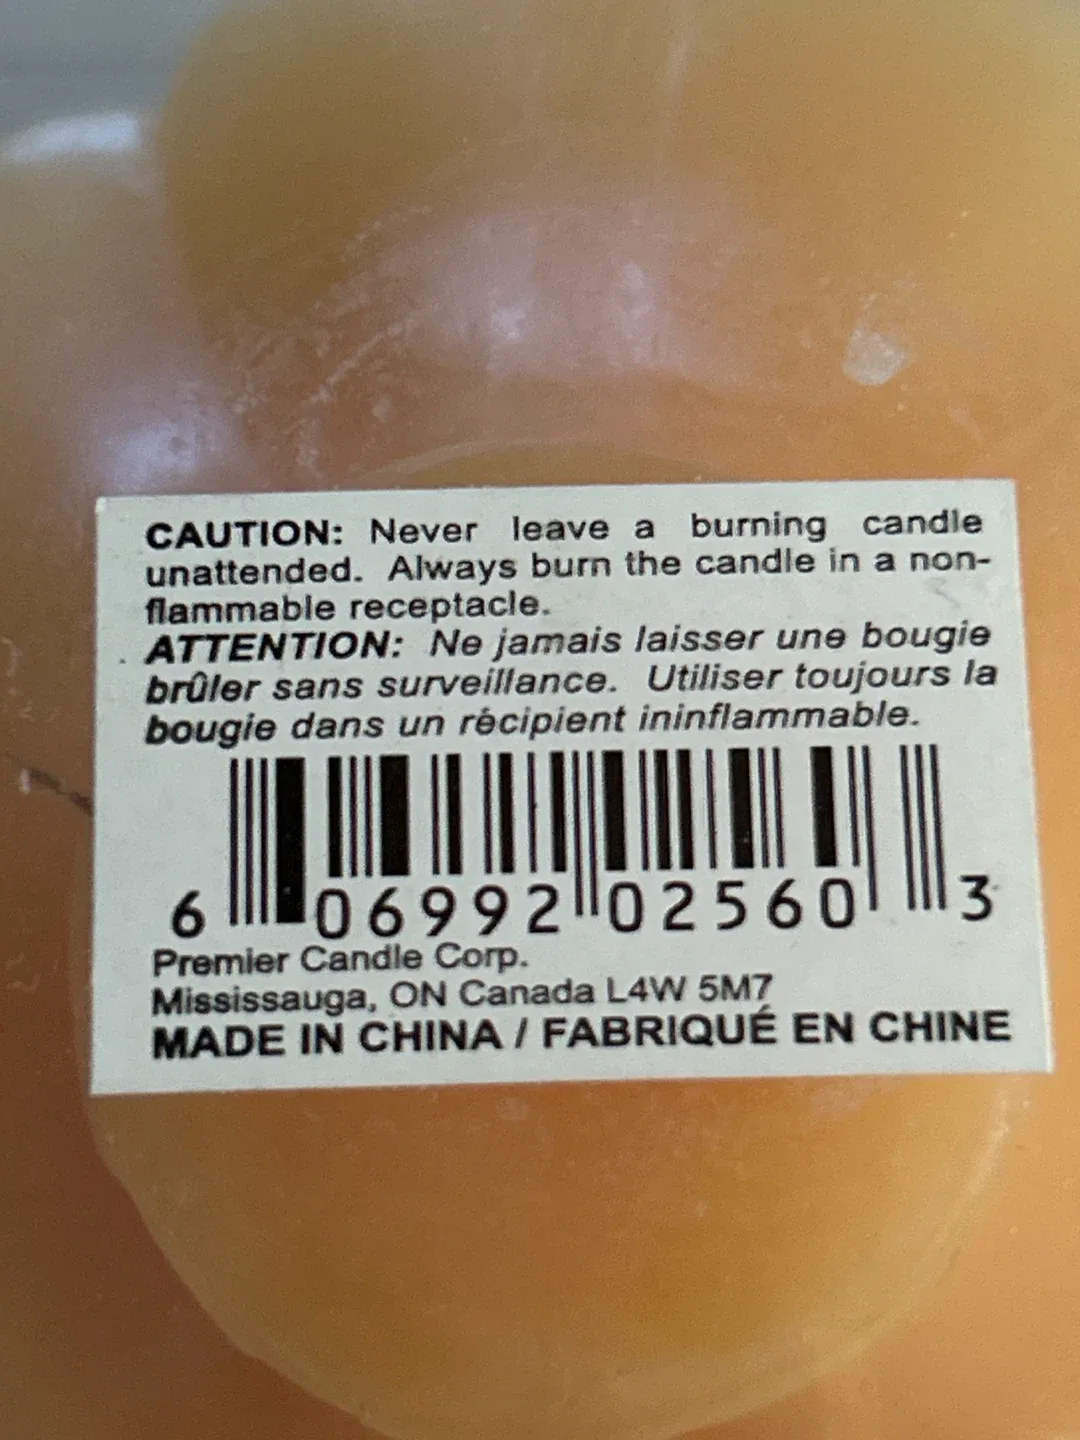 CAUTION: Never leave a burning candle
unattended. Always burn the candle in a non-
flammable receptacle.
ATTENTION: Ne jamais laisser une bougie
brûler sans surveillance. Utiliser toujours la
bougie dans un récipient ininflammable.
6 06992 02560 3
Premier Candle Corp.
Mississauga, ON Canada L4W 5M7
MADE IN CHINA / FABRIQUÉ EN CHINE